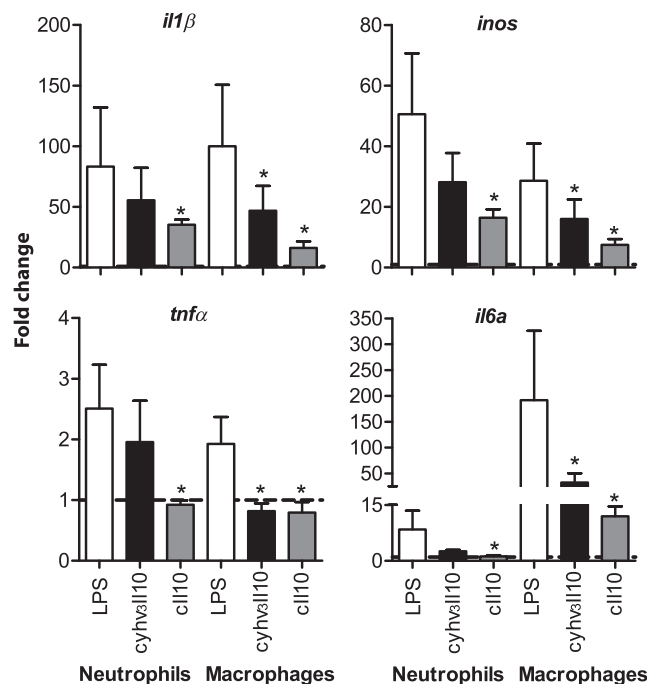 il1β
200
150
100
50
0
*
*
*
inos
80
60
40
20
0
*
*
*
Fold change
tnfα
4
3
2
1
0
*
*
*
LPS
cyhv3Il10
cIl10
LPS
cyhv3Il10
cIl10
Neutrophils Macrophages
il6a
350
300
250
200
150
100
50
15
0
*
*
*
LPS
cyhv3Il10
cIl10
LPS
cyhv3Il10
cIl10
Neutrophils Macrophages